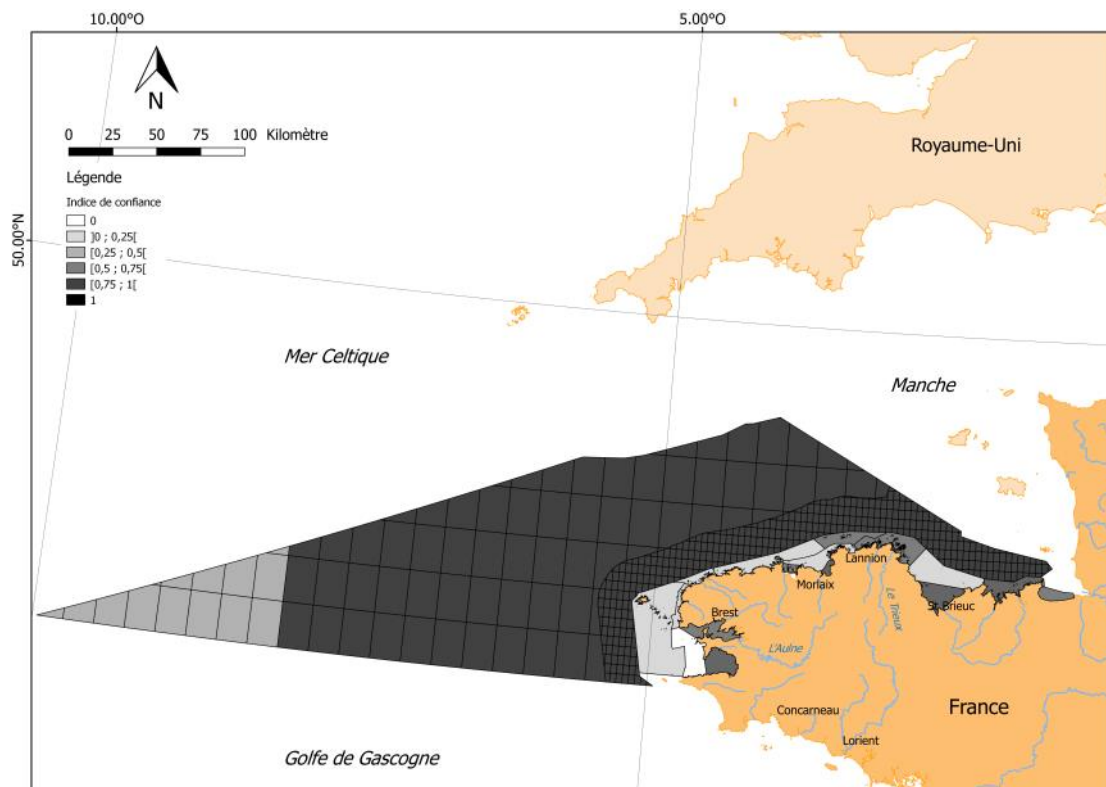 10.00°O
5.00°O
N
0 25 50 75 100 Kilomètre
Royaume-Uni
Légende
Indice de confiance
0
]0 ; 0,25[
[0,25 ; 0,5[
[0,5 ; 0,75[
[0,75 ; 1[
1
50.00°N
Mer Celtique
Manche
Lannion
Morlaix
Brest
St Brieuc
Le Trieux
L'Aulne
Concarneau
France
Lorient
Golfe de Gascogne